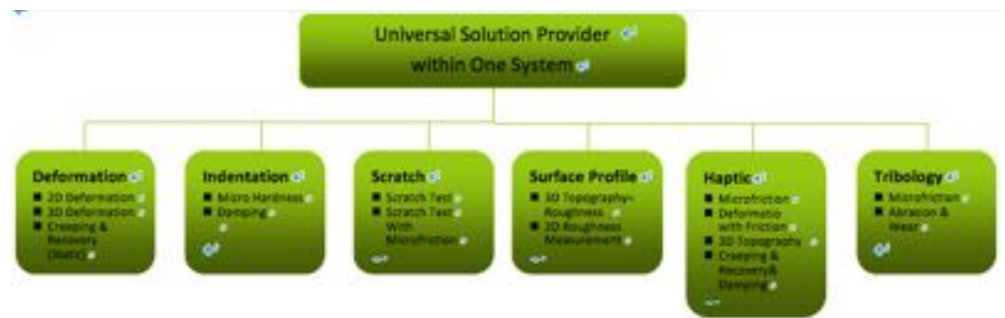 Universal Solution Provider
within One System
Deformation
2D Deformation
3D Deformation
Creeping &
Recovery
(Static)
Indentation
Micro Hardness
Damping
Scratch
Scratch Test
Scratch Test
With
Microfriction
Surface Profile
3D Topography-
Roughness
2D Roughness
Measurement
Haptic
Microfriction
Deformatio
with Friction
3D Topography
Creeping &
Recovery&
Damping
Tribology
Microfriction
Abrasion &
Wear